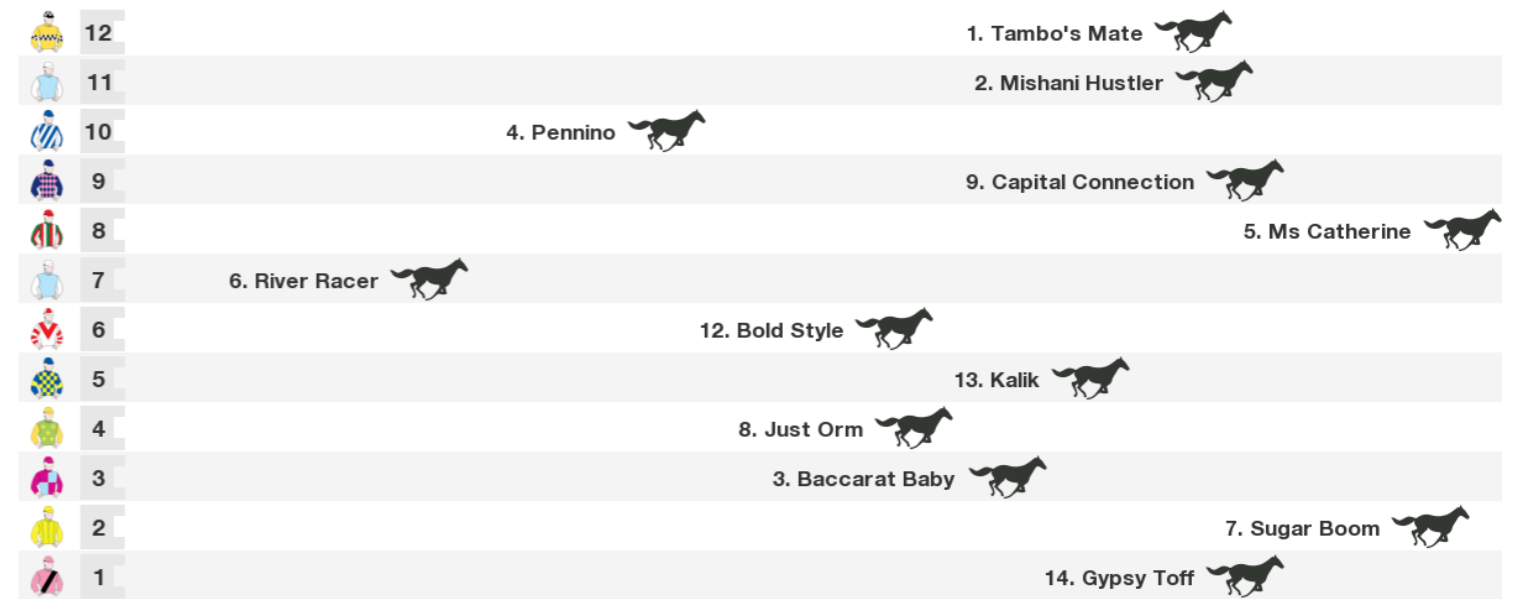 12 1. Tambo's Mate
11 2. Mishani Hustler
10 4. Pennino
9 9. Capital Connection
8 5. Ms Catherine
7 6. River Racer
6 12. Bold Style
5 13. Kalik
4 8. Just Orm
3 3. Baccarat Baby
2 7. Sugar Boom
1 14. Gypsy Toff